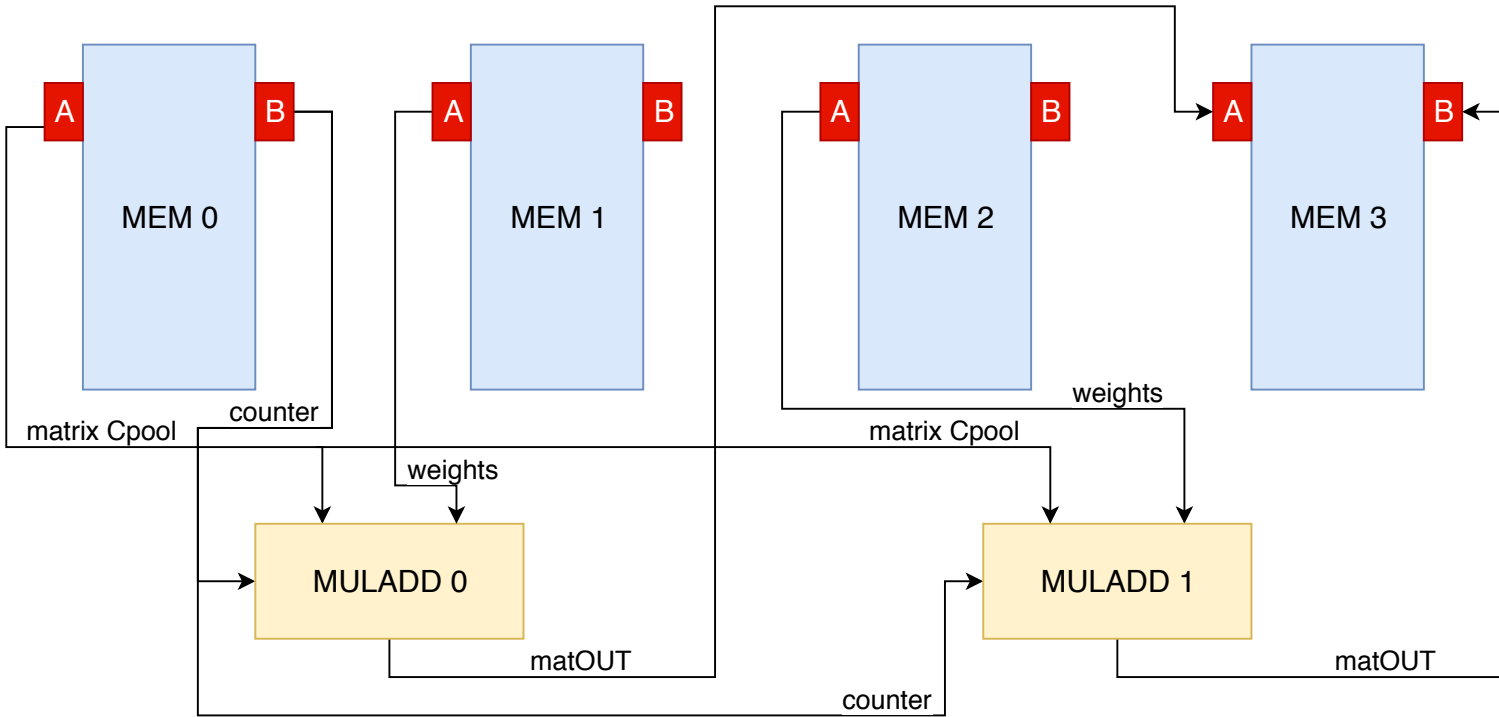 A
B
A
B
A
B
A
B
MEM 0
MEM 1
MEM 2
MEM 3
weights
counter
matrix Cpool
matrix Cpool
weights
MULADD 0
MULADD 1
matOUT
matOUT
counter